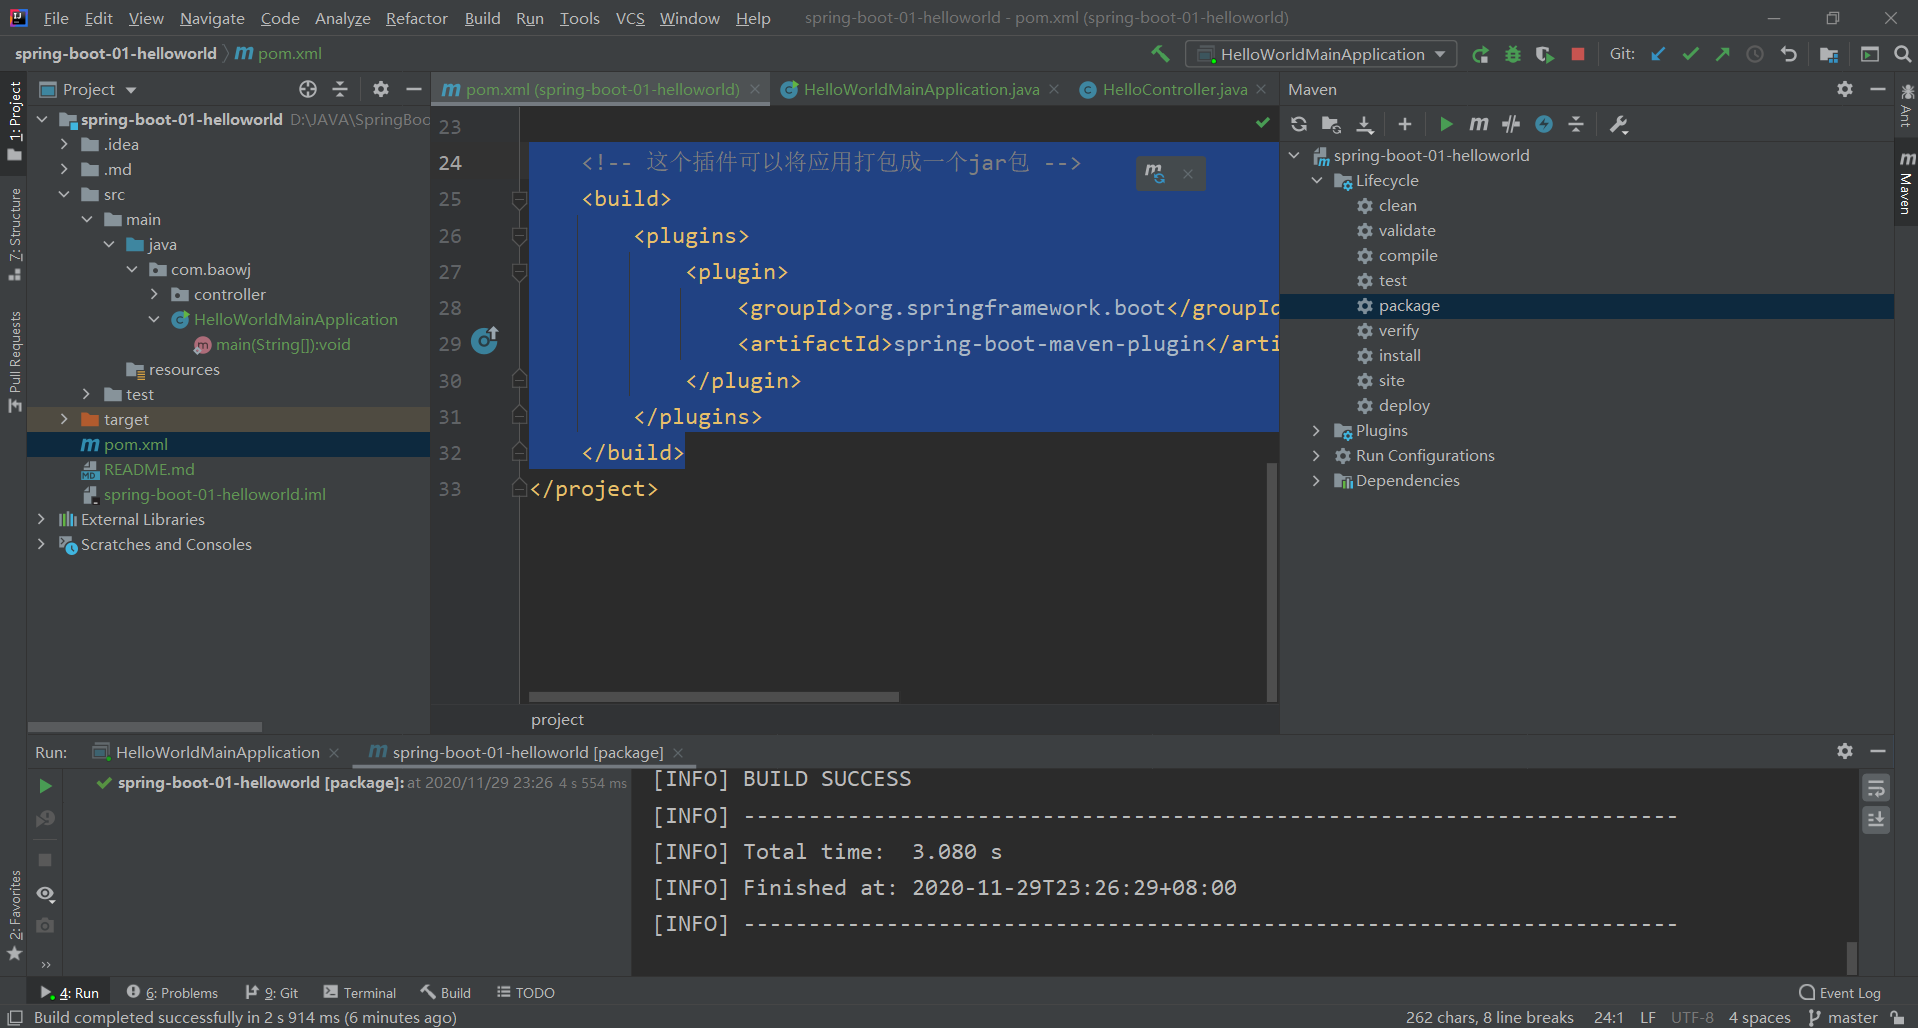 File Edit View Navigate Code Analyze Refactor Build Run Tools VCS Window Help spring-boot-01-helloworld - pom.xml (spring-boot-01-helloworld)
spring-boot-01-helloworld pom.xml HelloWorldMainApplication Git:
1: Project
7: Structure
Pull Requests
2: Favorites
Project
spring-boot-01-helloworld D:\JAVA\SpringBoo
.idea
.md
src
main
java
com.baowj
controller
HelloWorldMainApplication
main(String[]):void
resources
test
target
pom.xml
README.md
spring-boot-01-helloworld.iml
External Libraries
Scratches and Consoles
pom.xml (spring-boot-01-helloworld) HelloWorldMainApplication.java HelloController.java
23
24 <!-- 这个插件可以将应用打包成一个jar包 -->
25 <build>
26 <plugins>
27 <plugin>
28 <groupId>org.springframework.boot</groupId
29 <artifactId>spring-boot-maven-plugin</arti
30 </plugin>
31 </plugins>
32 </build>
33 </project>
project
Maven
spring-boot-01-helloworld
Lifecycle
clean
validate
compile
test
package
verify
install
site
deploy
Plugins
Run Configurations
Dependencies
Ant
Maven
Run: HelloWorldMainApplication spring-boot-01-helloworld [package]
spring-boot-01-helloworld [package]: at 2020/11/29 23:26 4 s 554 ms
[INFO] BUILD SUCCESS
[INFO] ------------------------------------------------------------------------
[INFO] Total time:  3.080 s
[INFO] Finished at: 2020-11-29T23:26:29+08:00
[INFO] ------------------------------------------------------------------------
4: Run 6: Problems 9: Git Terminal Build TODO Event Log
Build completed successfully in 2 s 914 ms (6 minutes ago) 262 chars, 8 line breaks 24:1 LF UTF-8 4 spaces master